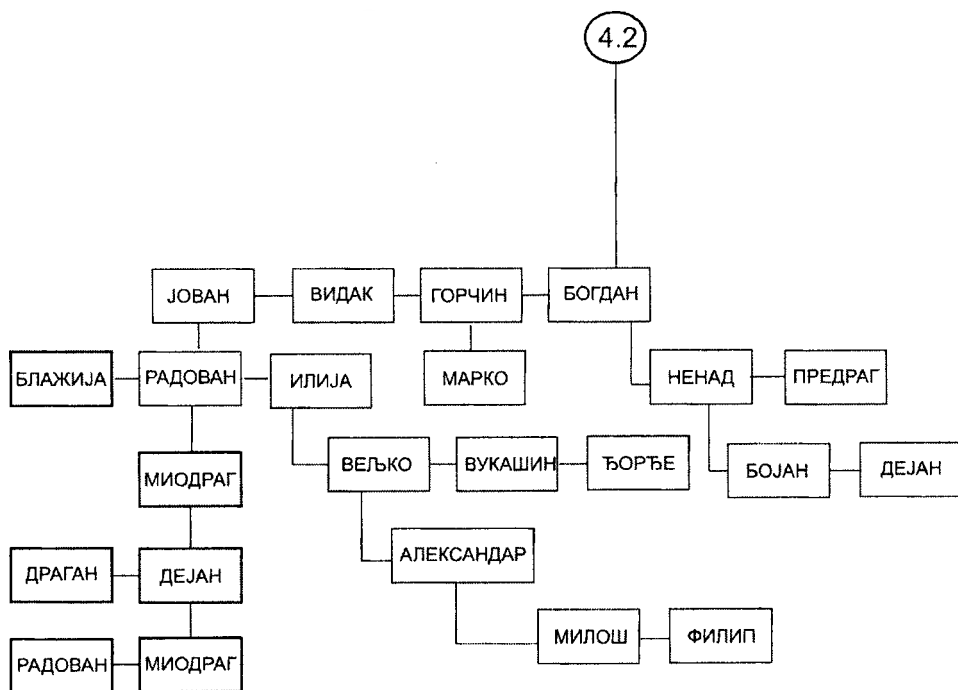 4.2
ЈОВАН ВИДАК ГОРЧИН БОГДАН
БЛАЖИЈА РАДОВАН ИЛИЈА МАРКО НЕНАД ПРЕДРАГ
МИОДРАГ ВЕЉКО ВУКАШИН ЂОРЂЕ БОЈАН ДЕЈАН
ДРАГАН ДЕЈАН АЛЕКСАНДАР
РАДОВАН МИОДРАГ МИЛОШ ФИЛИП